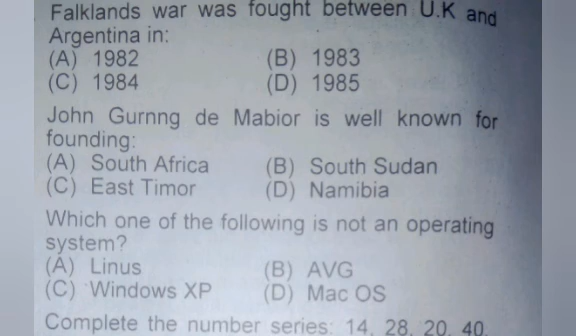 Falklands war was fought between U.K and
Argentina in:
(A) 1982 (B) 1983
(C) 1984 (D) 1985
John Gurnng de Mabior is well known for
founding:
(A) South Africa (B) South Sudan
(C) East Timor (D) Namibia
Which one of the following is not an operating
system?
(A) Linus (B) AVG
(C) Windows XP (D) Mac OS
Complete the number series: 14, 28, 20, 40,